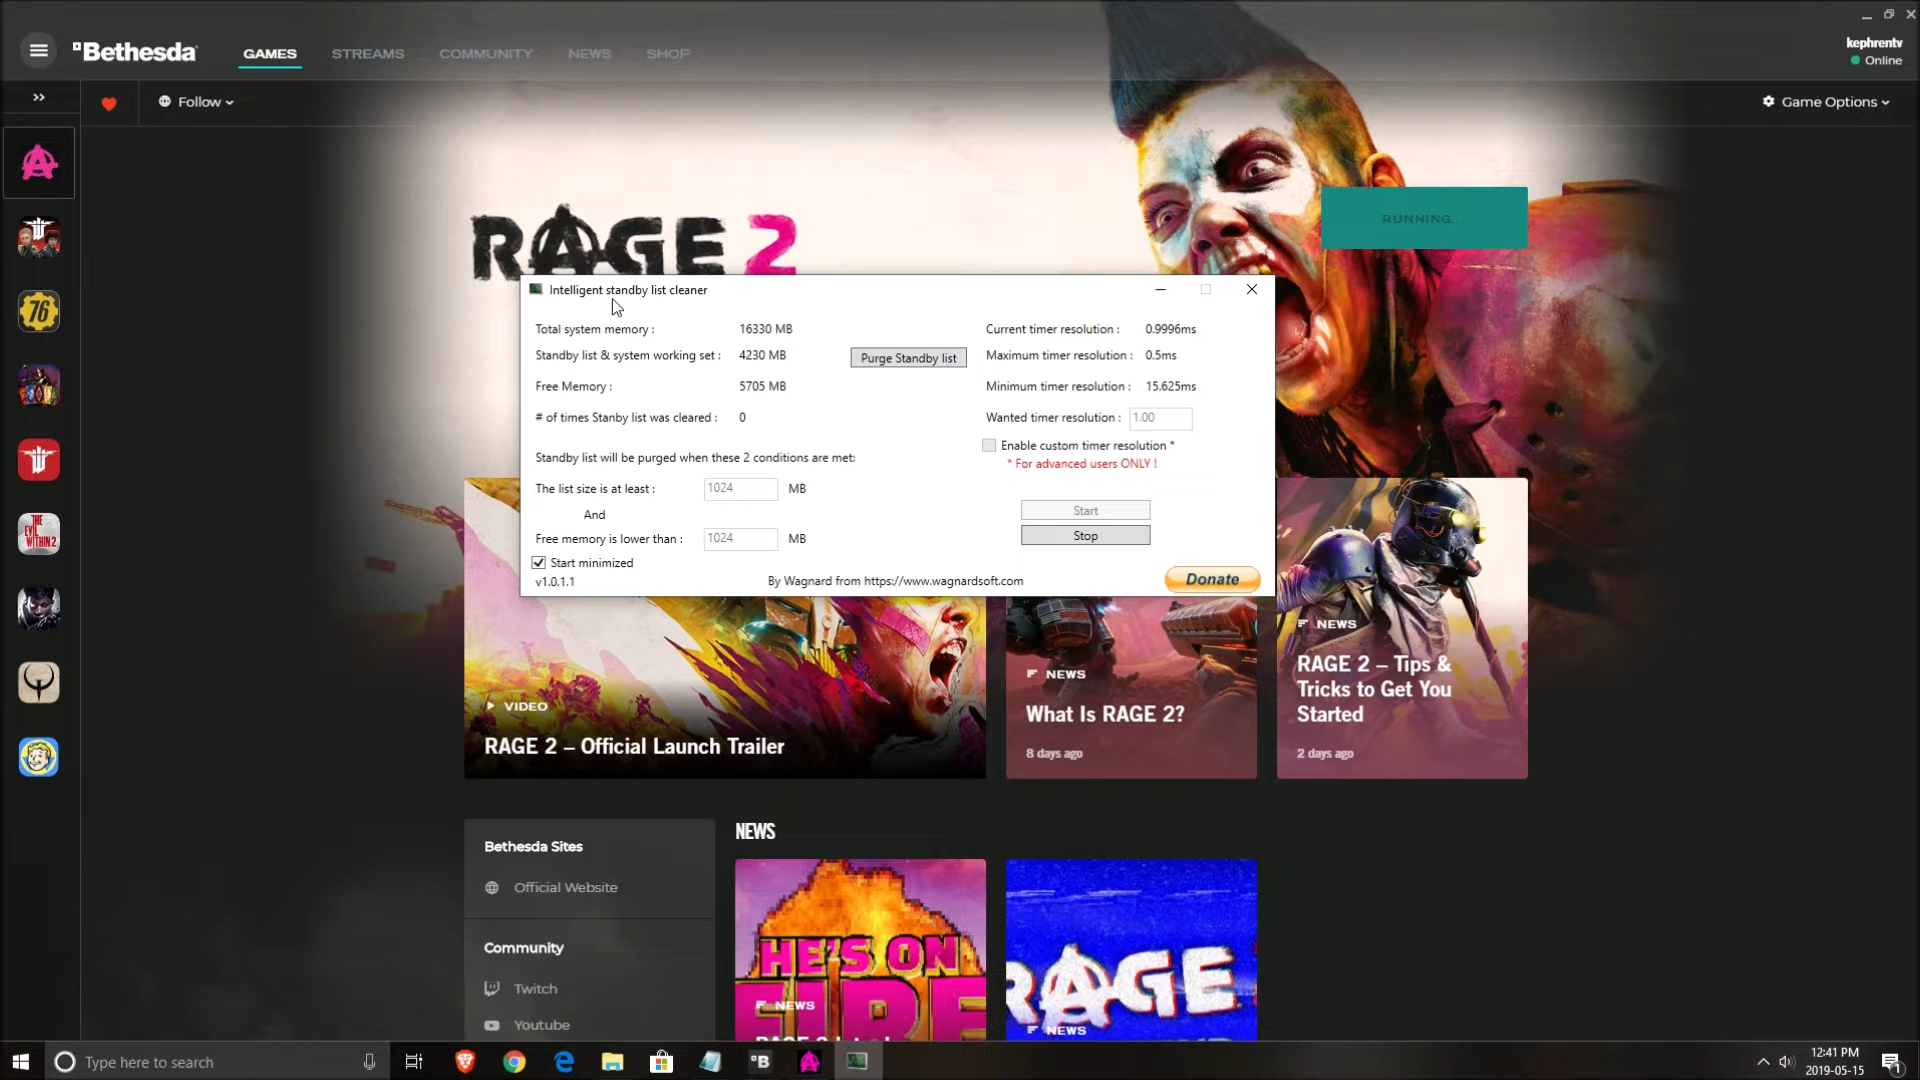 Bethesda
GAMES
STREAMS
COMMUNITY
NEWS
SHOP
kephrentv
Online
Follow
Game Options
RAGE 2
RUNNING...
Intelligent standby list cleaner
Total system memory : 16330 MB
Standby list & system working set : 4230 MB
Purge Standby list
Free Memory : 5705 MB
# of times Stanby list was cleared : 0
Standby list will be purged when these 2 conditions are met:
The list size is at least : 1024 MB
And
Free memory is lower than : 1024 MB
Start minimized
v1.0.1.1
By Wagnard from https://www.wagnardsoft.com
Current timer resolution : 0.9996ms
Maximum timer resolution : 0.5ms
Minimum timer resolution : 15.625ms
Wanted timer resolution : 1.00
Enable custom timer resolution *
* For advanced users ONLY !
Start
Stop
Donate
76
THE EVIL WITHIN 2
VIDEO
RAGE 2 – Official Launch Trailer
NEWS
What Is RAGE 2?
8 days ago
NEWS
RAGE 2 – Tips &
Tricks to Get You
Started
2 days ago
Bethesda Sites
Official Website
Community
Twitch
Youtube
NEWS
HE'S ON
FIRE
NEWS
RAGE
NEWS
Type here to search
B
12:41 PM
2019-05-15
1